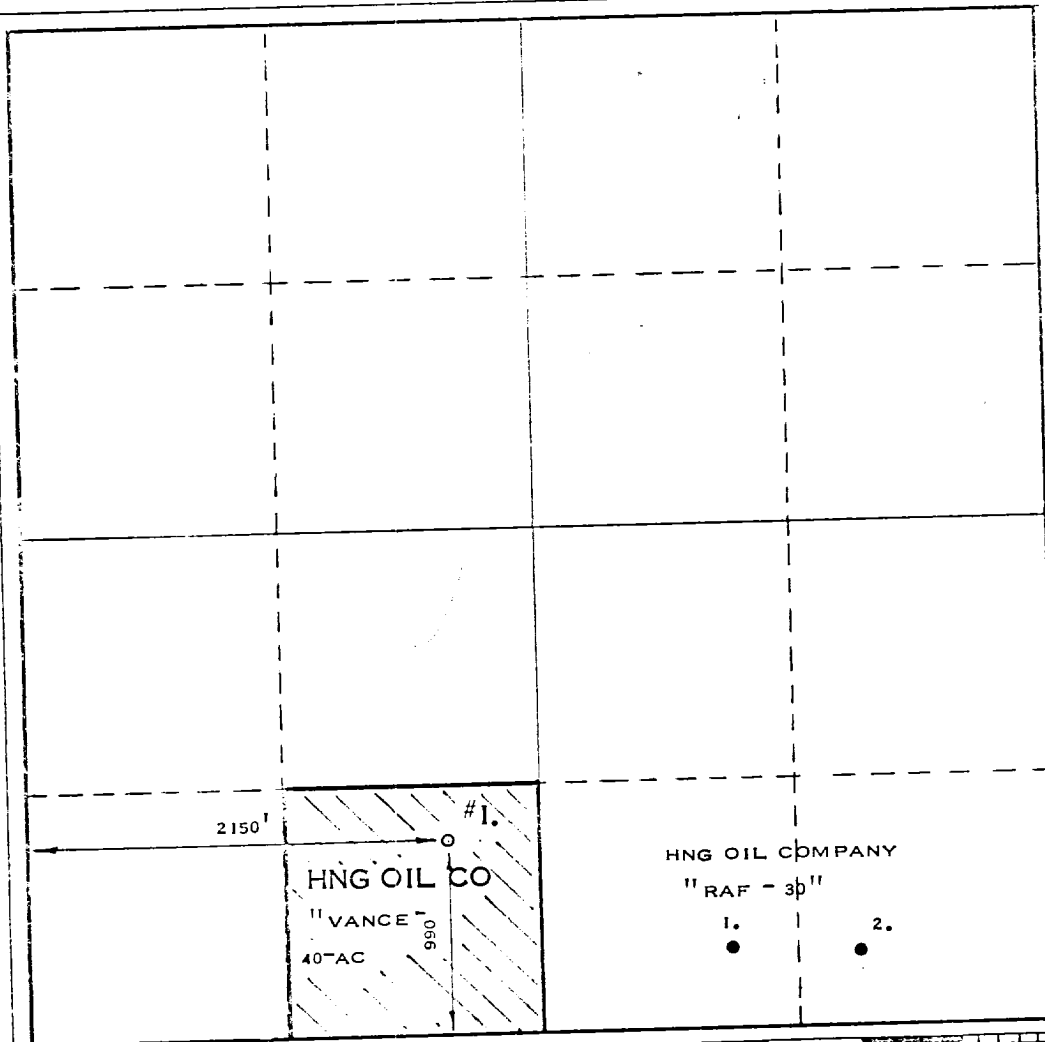 2150'
#1.
HNG OIL CO
"VANCE"
990'
40-AC
HNG OIL COMPANY
"RAF - 30"
1.
2.